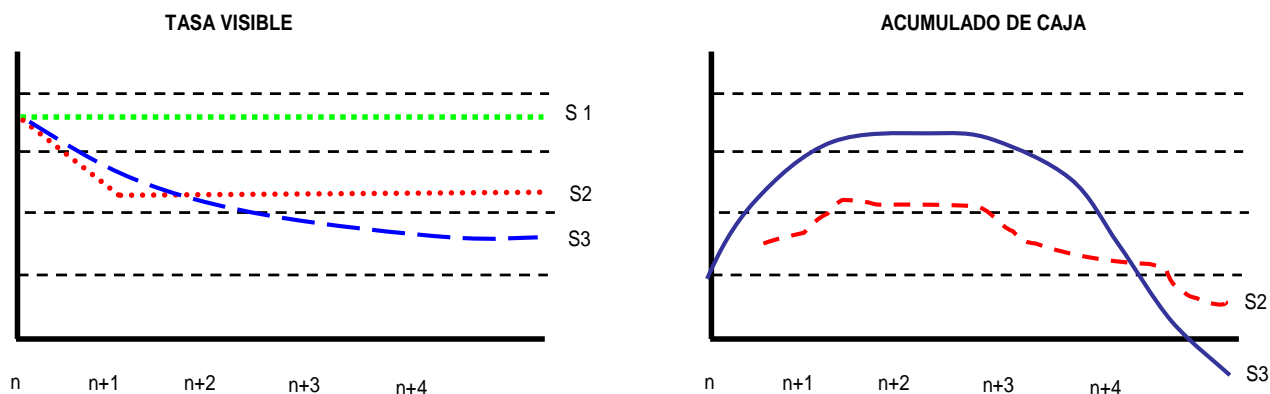 TASA VISIBLE
S 1
S2
S3
n n+1 n+2 n+3 n+4
ACUMULADO DE CAJA
S2
S3
n n+1 n+2 n+3 n+4